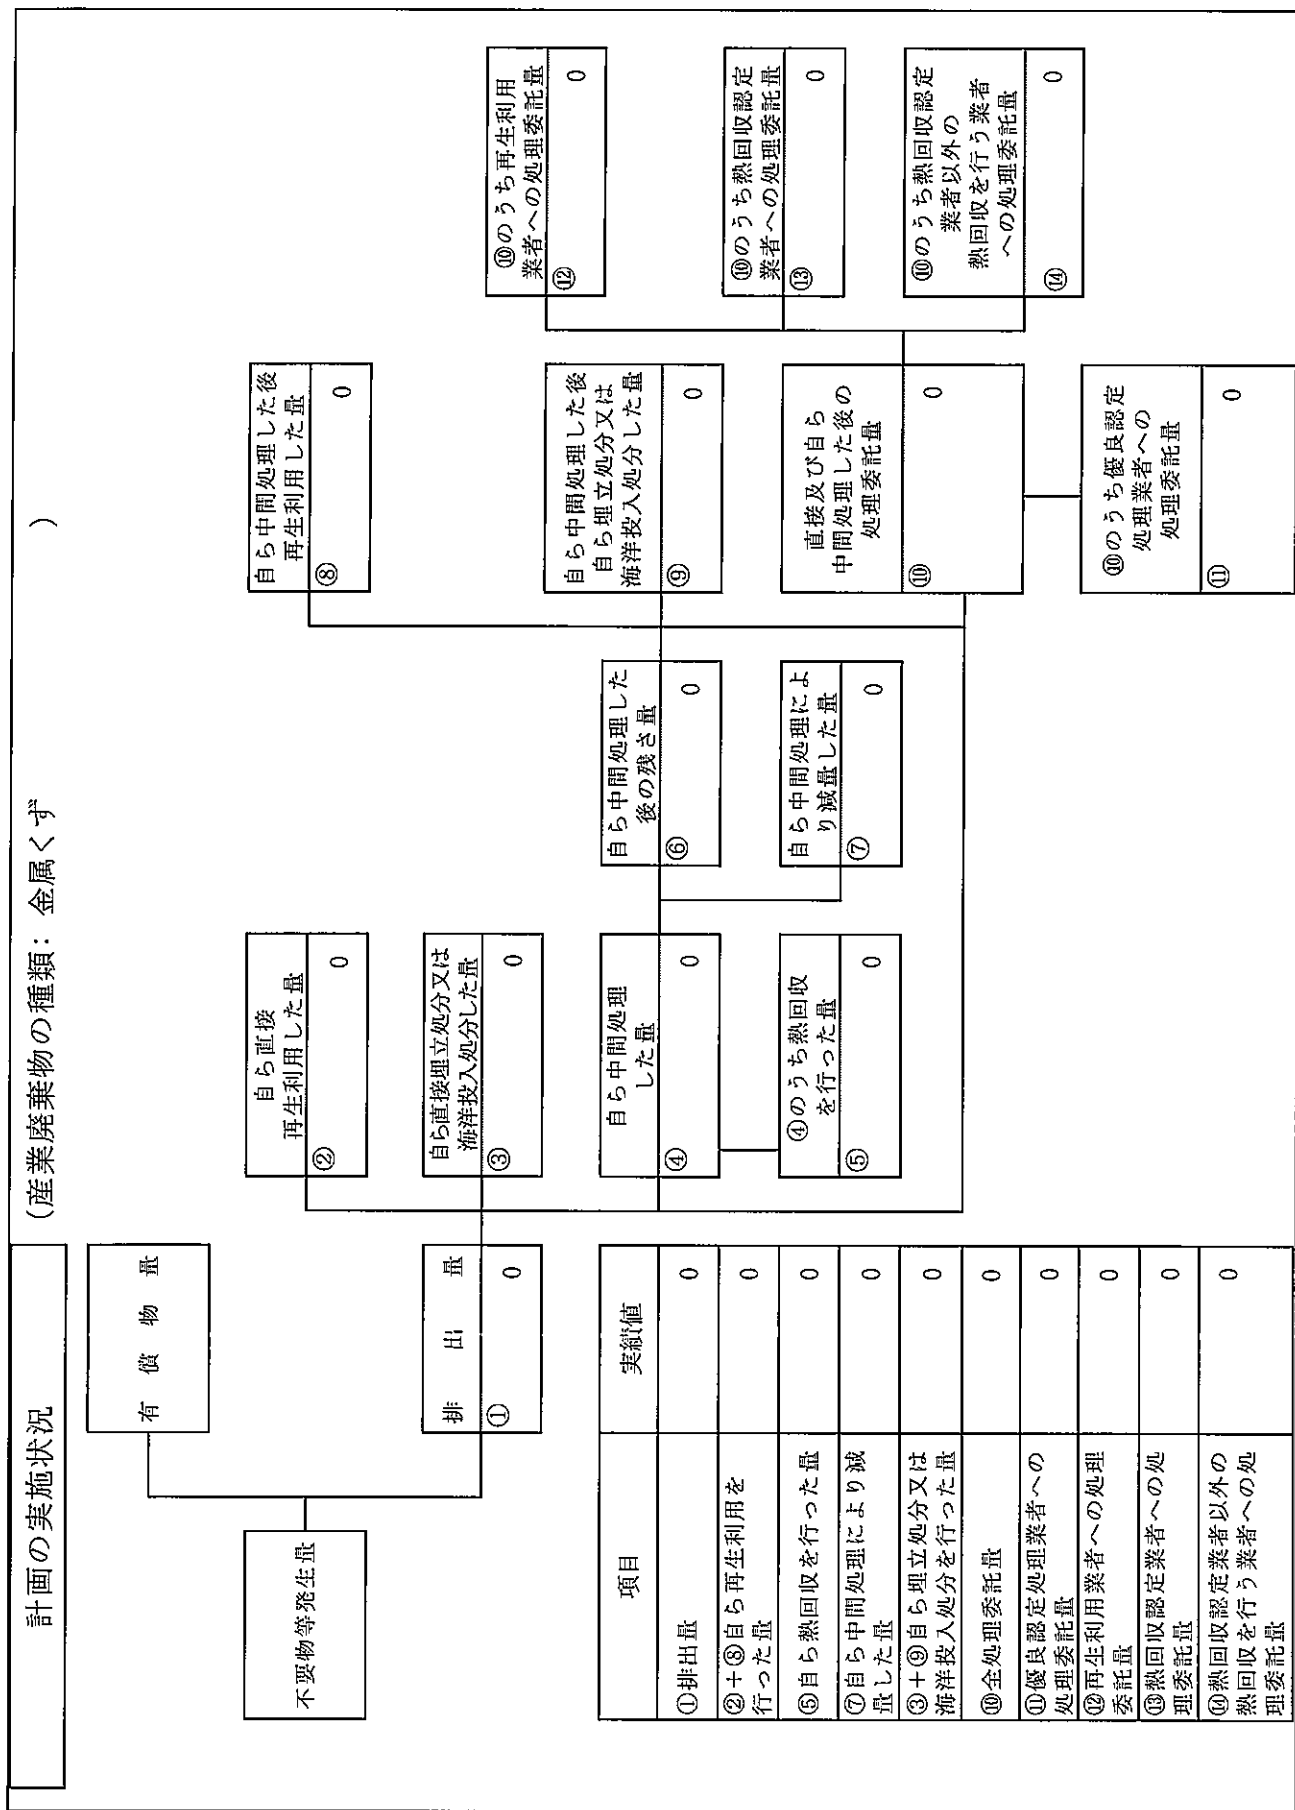 計画の実施状況
(産業廃棄物の種類：金属くず )
不要物等発生量
有償物量
排出量
① 0
自ら直接
再生利用した量
② 0
自ら直接埋立処分又は
海洋投入処分した量
③ 0
自ら中間処理
した量
④ 0
④のうち熱回収
を行った量
⑤ 0
自ら中間処理した
後の残さ量
⑥ 0
自ら中間処理によ
り減量した量
⑦ 0
自ら中間処理した後
再生利用した量
⑧ 0
自ら中間処理した後
自ら埋立処分又は
海洋投入処分した量
⑨ 0
直接及び自ら
中間処理した後の
処理委託量
⑩ 0
⑩のうち優良認定
処理業者への
処理委託量
⑪ 0
⑩のうち再生利用
業者への処理委託量
⑫ 0
⑩のうち熱回収認定
業者への処理委託量
⑬ 0
⑩のうち熱回収認定
業者以外の
熱回収を行う業者
への処理委託量
⑭ 0
項目 実績値
①排出量 0
②＋⑧自ら再生利用を
行った量 0
⑤自ら熱回収を行った量 0
⑦自ら中間処理により減
量した量 0
③＋⑨自ら埋立処分又は
海洋投入処分を行った量 0
⑩全処理委託量 0
⑪優良認定処理業者への
処理委託量 0
⑫再生利用業者への処理
委託量 0
⑬熱回収認定業者への処
理委託量 0
⑭熱回収認定業者以外の
熱回収を行う業者への処
理委託量 0